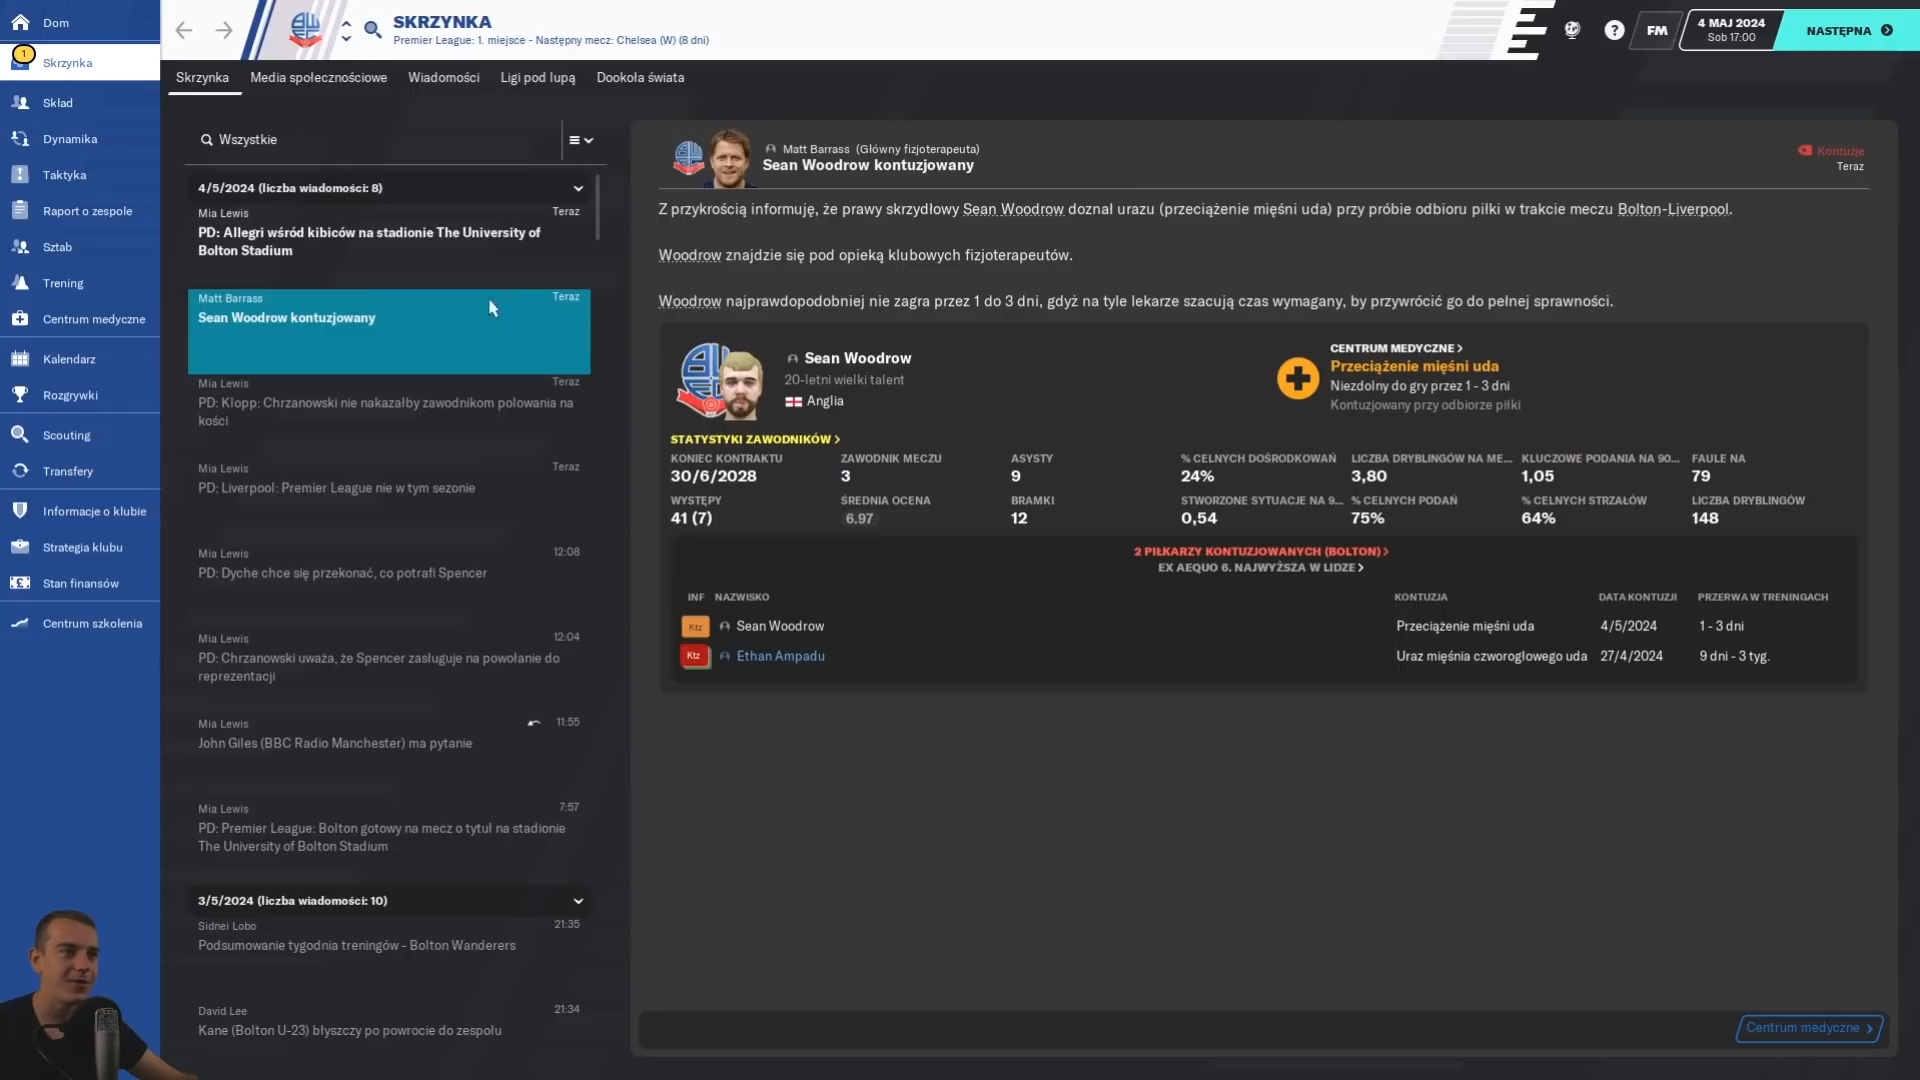 Dom
1
Skrzynka
Skład
Dynamika
Taktyka
Raport o zespole
Sztab
Trening
Centrum medyczne
Kalendarz
Rozgrywki
Scouting
Transfery
Informacje o klubie
Strategia klubu
Stan finansów
Centrum szkolenia
SKRZYNKA
Premier League: 1. miejsce - Następny mecz: Chelsea (W) (8 dni)
FM
4 MAJ 2024
Sob 17:00
NASTĘPNA
Skrzynka Media społecznościowe Wiadomości Ligi pod lupą Dookoła świata
Wszystkie
4/5/2024 (liczba wiadomości: 8)
Mia Lewis Teraz
PD: Allegri wśród kibiców na stadionie The University of
Bolton Stadium
Matt Barrass Teraz
Sean Woodrow kontuzjowany
Mia Lewis Teraz
PD: Klopp: Chrzanowski nie nakazałby zawodnikom polowania na
kości
Mia Lewis Teraz
PD: Liverpool: Premier League nie w tym sezonie
Mia Lewis 12:08
PD: Dyche chce się przekonać, co potrafi Spencer
Mia Lewis 12:04
PD: Chrzanowski uważa, że Spencer zasługuje na powołanie do
reprezentacji
Mia Lewis 11:55
John Giles (BBC Radio Manchester) ma pytanie
Mia Lewis 7:57
PD: Premier League: Bolton gotowy na mecz o tytuł na stadionie
The University of Bolton Stadium
3/5/2024 (liczba wiadomości: 10)
Sidnei Lobo 21:35
Podsumowanie tygodnia treningów - Bolton Wanderers
David Lee 21:34
Kane (Bolton U-23) błyszczy po powrocie do zespołu
Matt Barrass (Główny fizjoterapeuta)
Sean Woodrow kontuzjowany
Kontuzje
Teraz
Z przykrością informuję, że prawy skrzydłowy Sean Woodrow doznał urazu (przeciążenie mięśni uda) przy próbie odbioru piłki w trakcie meczu Bolton-Liverpool.
Woodrow znajdzie się pod opieką klubowych fizjoterapeutów.
Woodrow najprawdopodobniej nie zagra przez 1 do 3 dni, gdyż na tyle lekarze szacują czas wymagany, by przywrócić go do pełnej sprawności.
Sean Woodrow
20-letni wielki talent
Anglia
CENTRUM MEDYCZNE >
Przeciążenie mięśni uda
Niezdolny do gry przez 1 - 3 dni
Kontuzjowany przy odbiorze piłki
STATYSTYKI ZAWODNIKÓW >
KONIEC KONTRAKTU ZAWODNIK MECZU ASYSTY % CELNYCH DOŚRODKOWAŃ LICZBA DRYBLINGÓW NA ME... KLUCZOWE PODANIA NA 90... FAULE NA
30/6/2028 3 9 24% 3,80 1,05 79
WYSTĘPY ŚREDNIA OCENA BRAMKI STWORZONE SYTUACJE NA 9... % CELNYCH PODAŃ % CELNYCH STRZAŁÓW LICZBA DRYBLINGÓW
41 (7) 6.97 12 0,54 75% 64% 148
2 PIŁKARZY KONTUZJOWANYCH (BOLTON) >
EX AEQUO 6. NAJWYŻSZA W LIDZE >
INF NAZWISKO KONTUZJA DATA KONTUZJI PRZERWA W TRENINGACH
Ktz Sean Woodrow Przeciążenie mięśni uda 4/5/2024 1 - 3 dni
Ktz Ethan Ampadu Uraz mięśnia czworogłowego uda 27/4/2024 9 dni - 3 tyg.
Centrum medyczne >